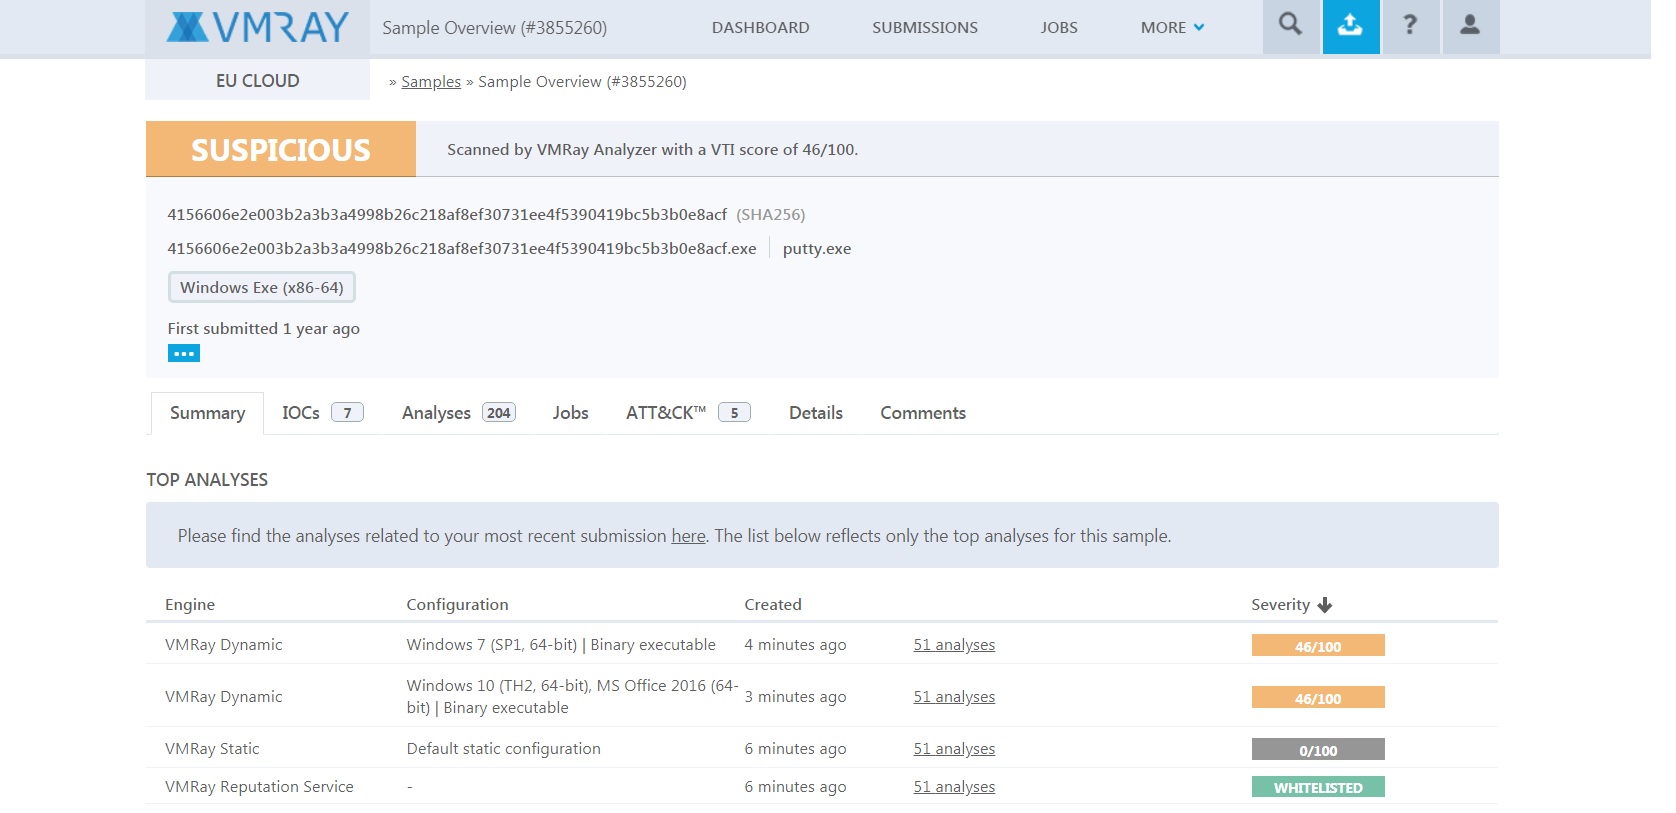 VMRAY Sample Overview (#3855260) DASHBOARD SUBMISSIONS JOBS MORE ?
EU CLOUD » Samples » Sample Overview (#3855260)
SUSPICIOUS Scanned by VMRay Analyzer with a VTI score of 46/100.
4156606e2e003b2a3b3a4998b26c218af8ef30731ee4f5390419bc5b3b0e8acf (SHA256)
4156606e2e003b2a3b3a4998b26c218af8ef30731ee4f5390419bc5b3b0e8acf.exe putty.exe
Windows Exe (x86-64)
First submitted 1 year ago
Summary IOCs 7 Analyses 204 Jobs ATT&CK™ 5 Details Comments
TOP ANALYSES
Please find the analyses related to your most recent submission here. The list below reflects only the top analyses for this sample.
Engine Configuration Created Severity
VMRay Dynamic Windows 7 (SP1, 64-bit) | Binary executable 4 minutes ago 51 analyses 46/100
VMRay Dynamic Windows 10 (TH2, 64-bit), MS Office 2016 (64-
bit) | Binary executable 3 minutes ago 51 analyses 46/100
VMRay Static Default static configuration 6 minutes ago 51 analyses 0/100
VMRay Reputation Service - 6 minutes ago 51 analyses WHITELISTED